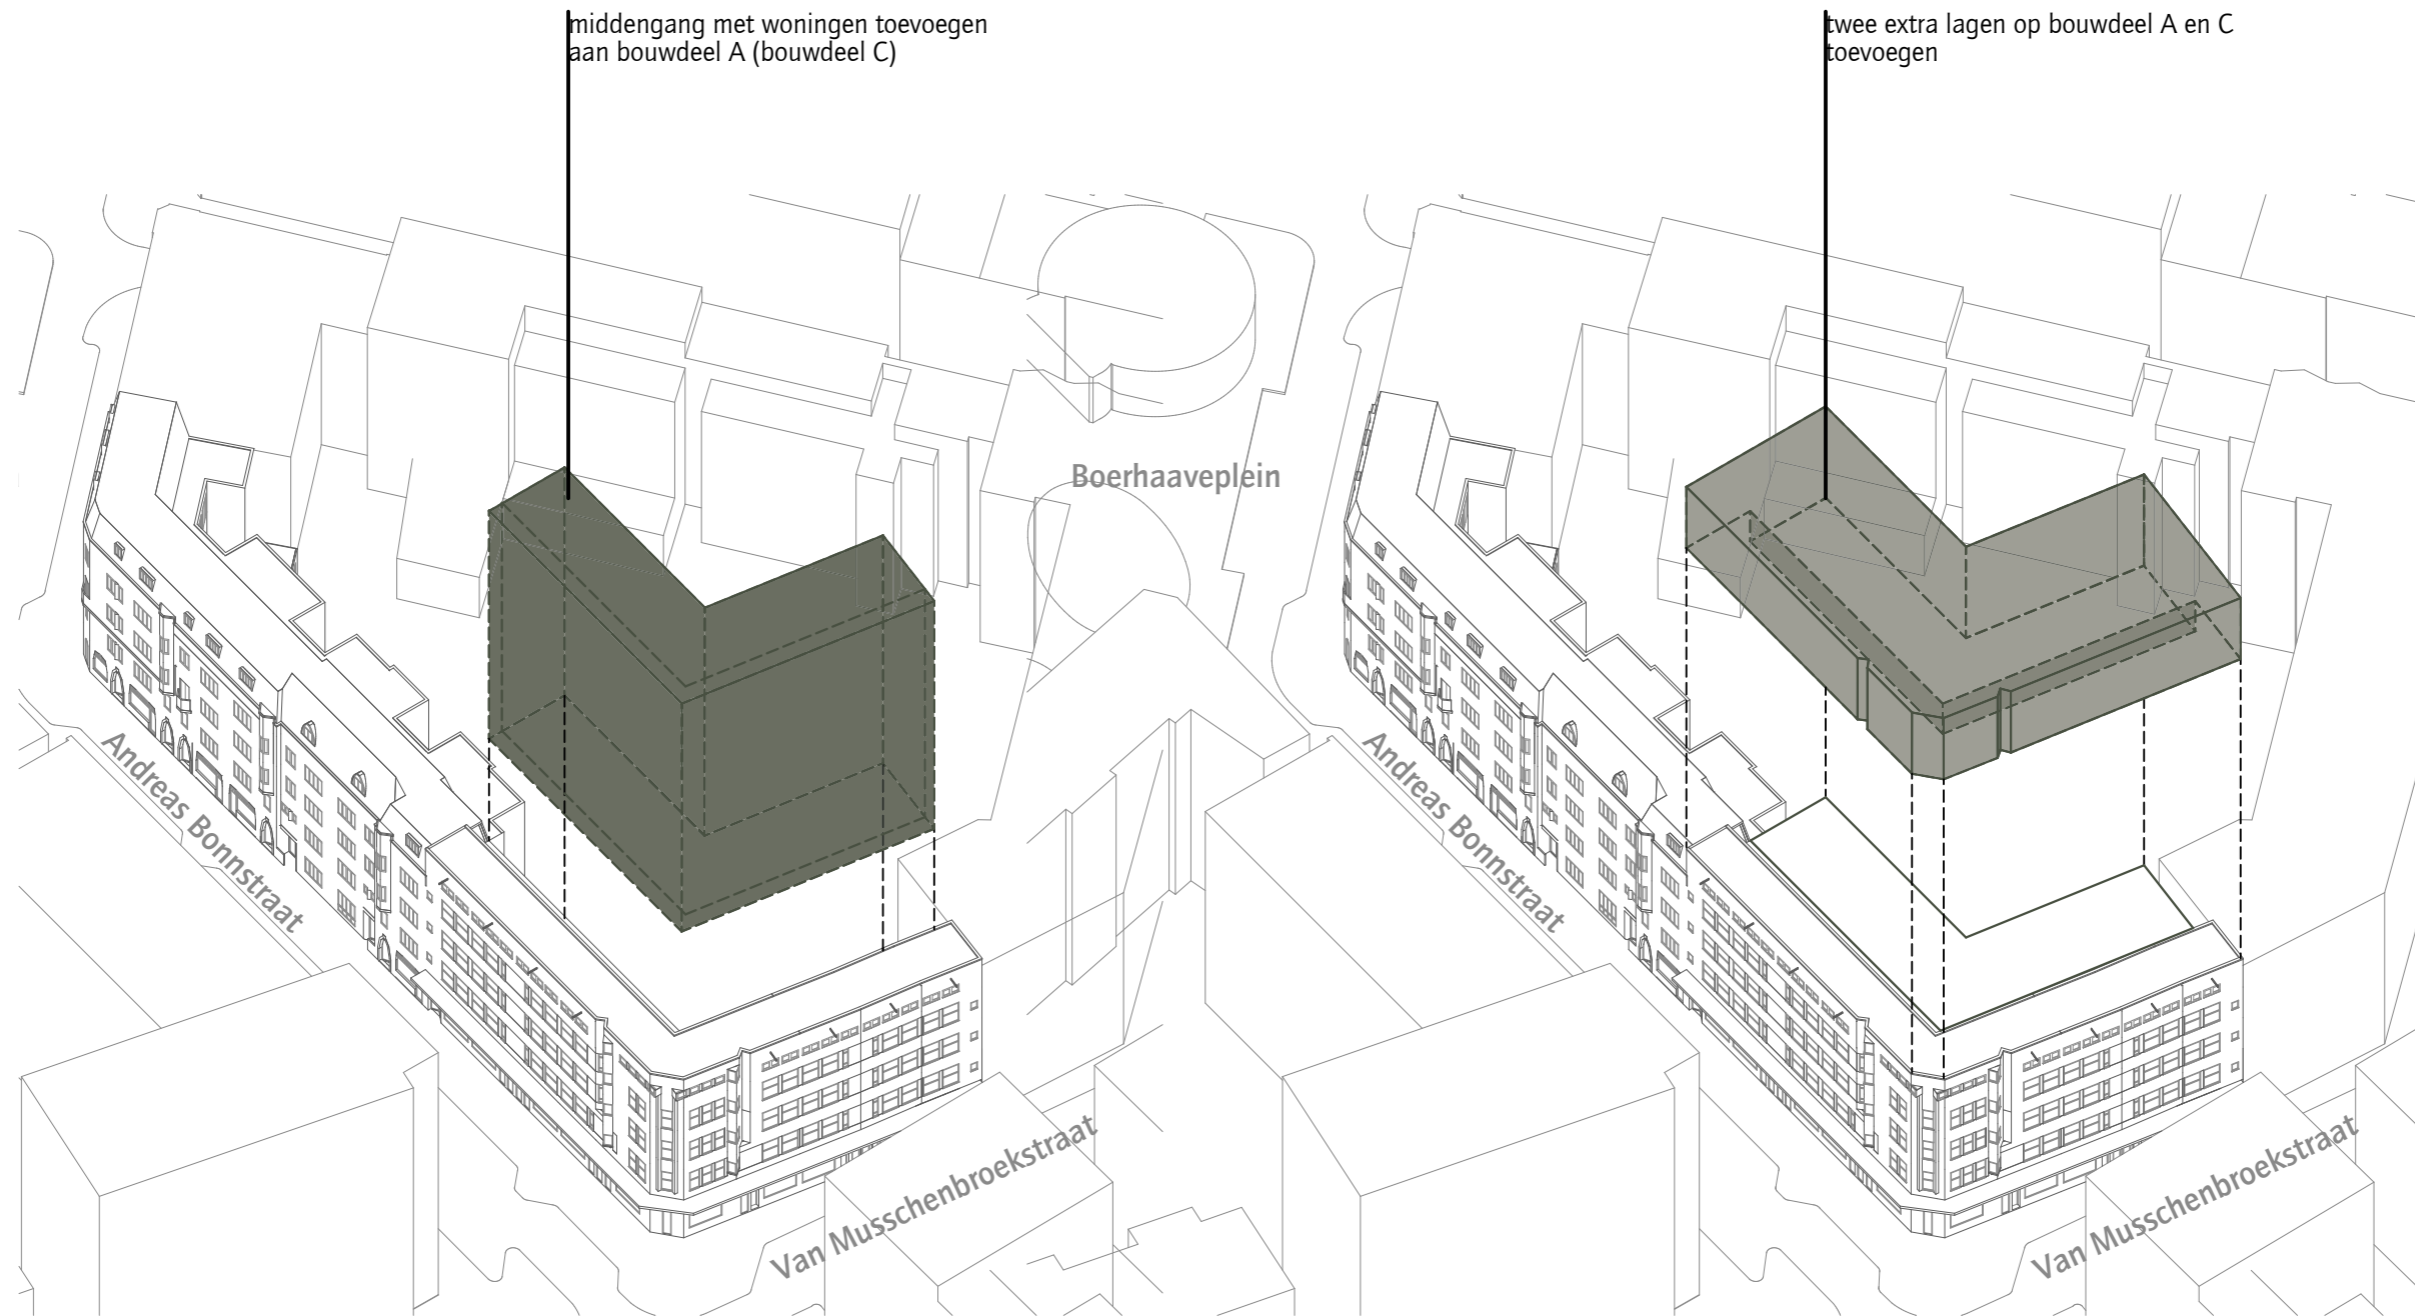 middengang met woningen toevoegen
aan bouwdeel A (bouwdeel C)
twee extra lagen op bouwdeel A en C
toevoegen
Boerhaaveplein
Andreas Bonnstraat
Van Musschenbroekstraat
Andreas Bonnstraat
Van Musschenbroekstraat